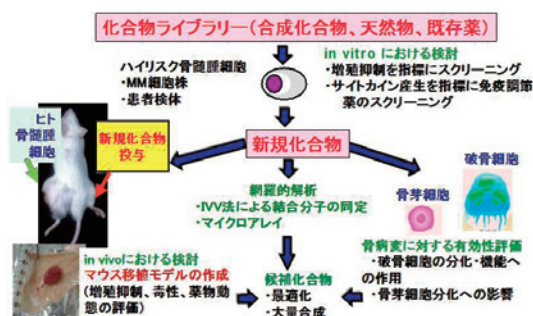 化合物ライブラリー（合成化合物、天然物、既存薬）
ハイリスク骨髄腫細胞
・MM細胞株
・患者検体
in vitro における検討
・増殖抑制を指標にスクリーニング
・サイトカイン産生を指標に免疫調節
薬のスクリーニング
ヒト
骨髄腫
細胞
新規化合物
投与
新規化合物
網羅的解析
・IVV法による結合分子の同定
・マイクロアレイ
骨芽細胞
破骨細胞
骨病変に対する有効性評価
・破骨細胞の分化・機能へ
の作用
・骨芽細胞分化への影響
in vivoにおける検討
マウス移植モデルの作成
（増殖抑制、毒性、薬物動
態の評価）
候補化合物
・最適化
・大量合成